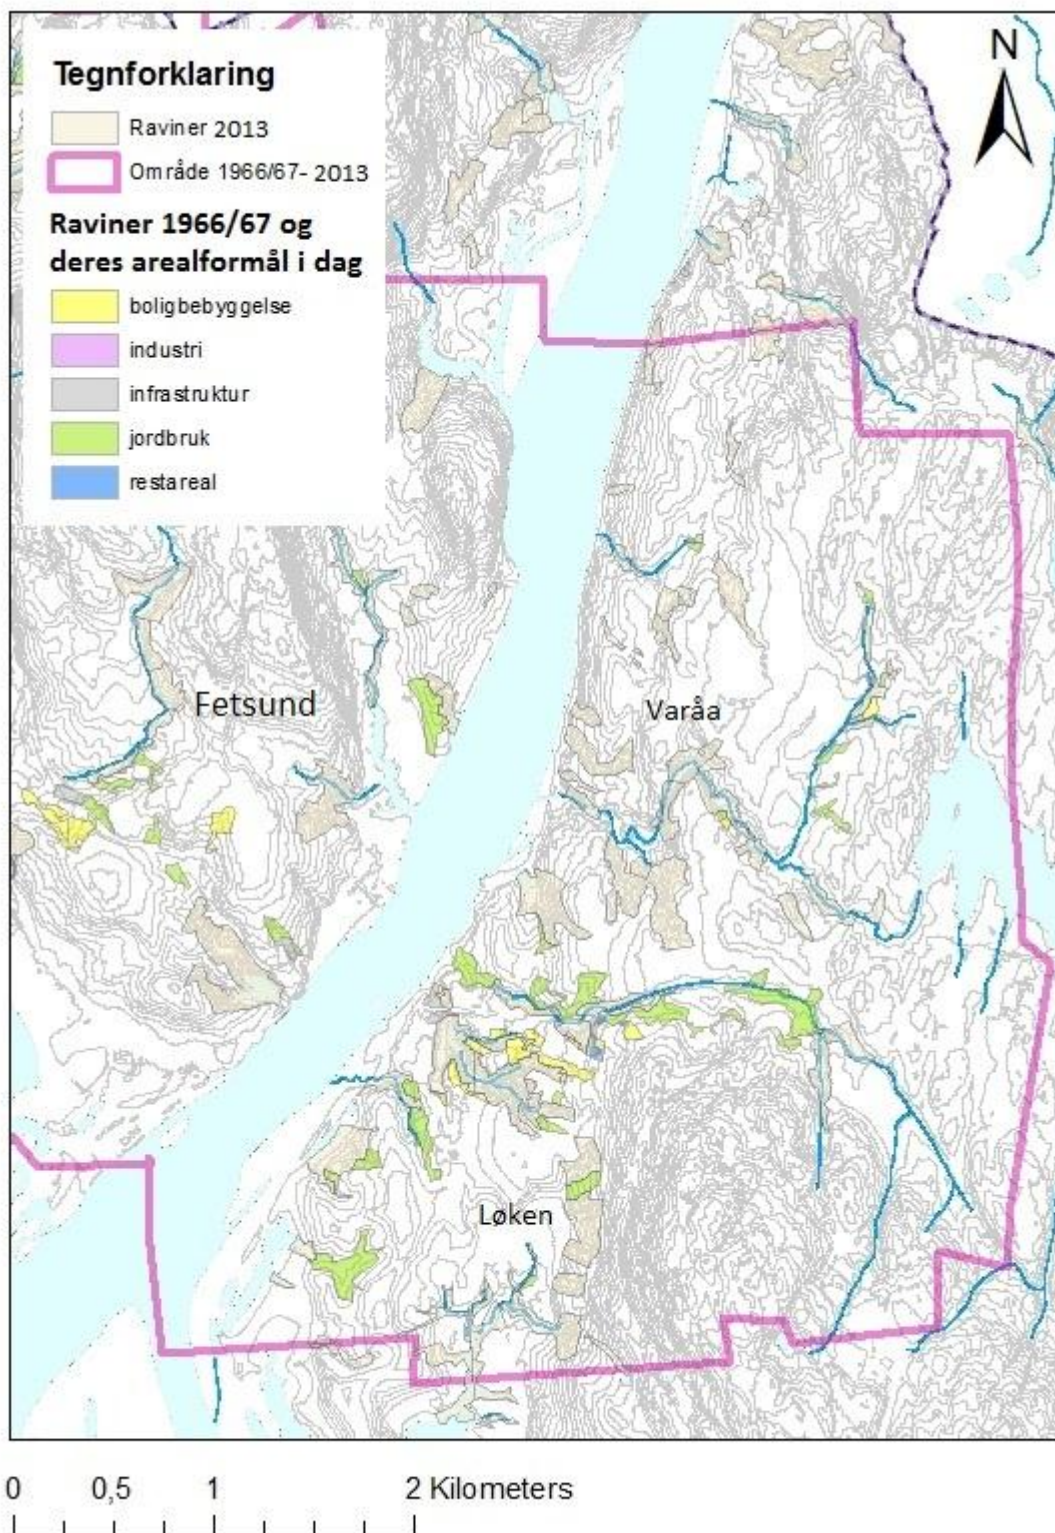 Tegnforklaring
Raviner 2013
Område 1966/67- 2013
Raviner 1966/67 og
deres arealformål i dag
boligbebyggelse
industri
infrastruktur
jordbruk
restareal
N
Fetsund
Varåa
Løken
0 0,5 1 2 Kilometers